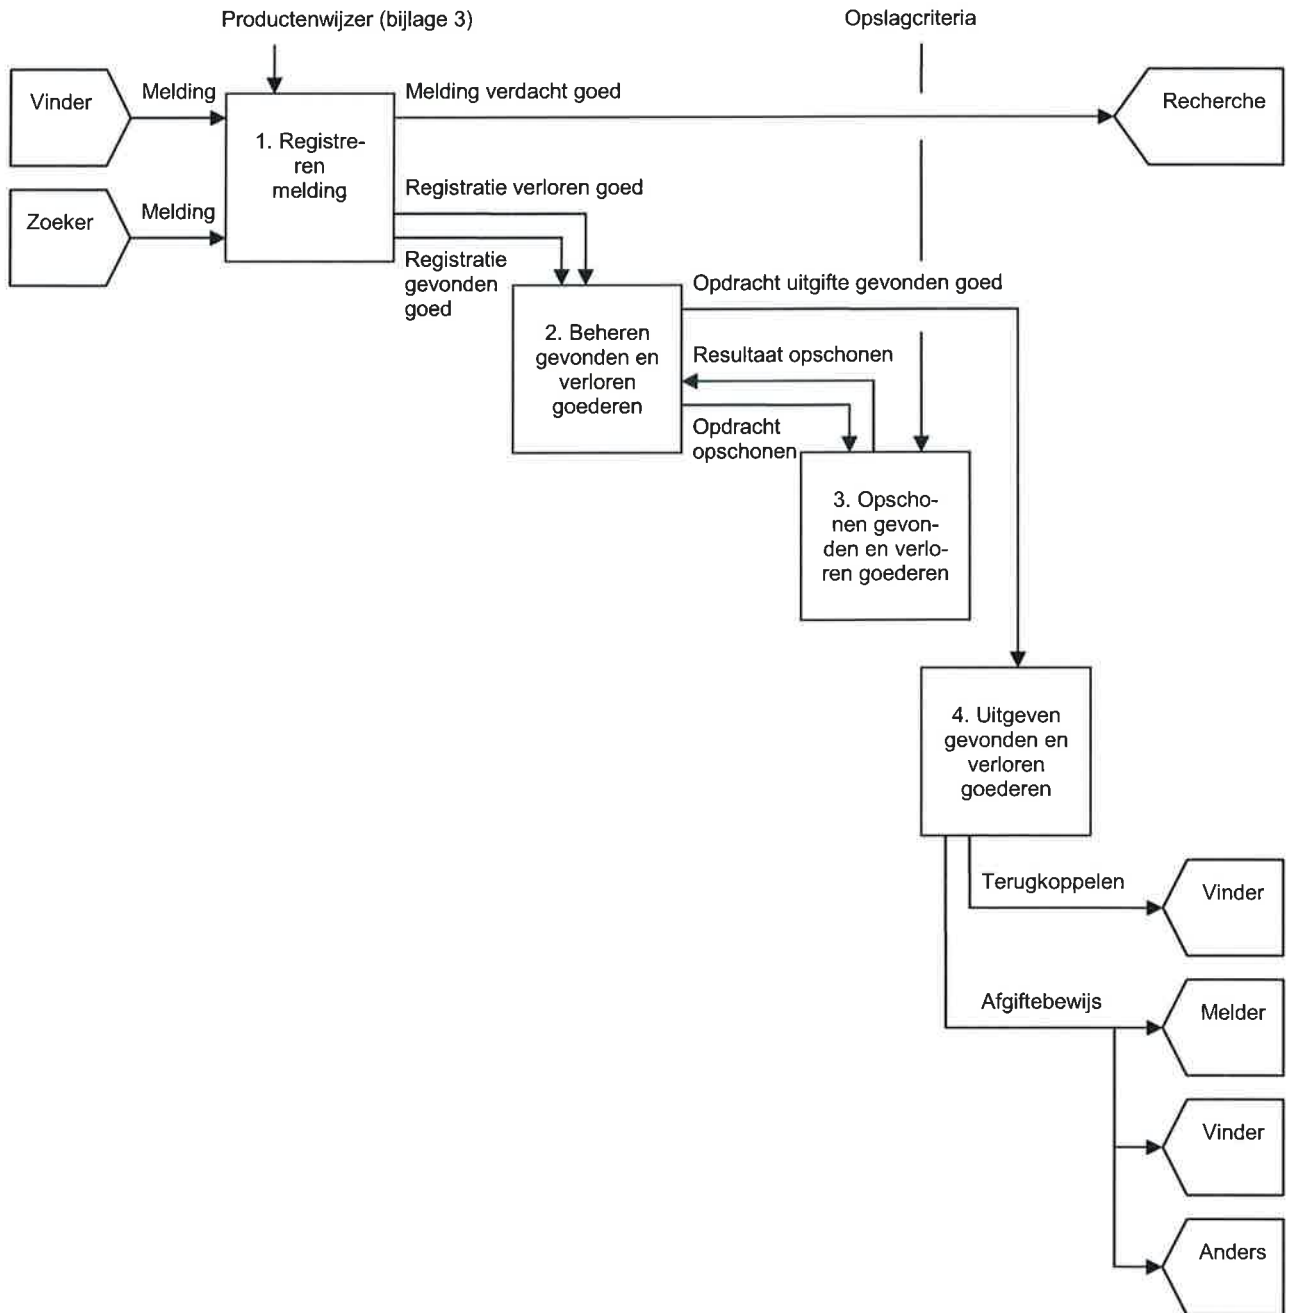 Productenwijzer (bijlage 3)
Opslagcriteria
Vinder
Melding
Melding verdacht goed
Recherche
1. Registre-
ren
melding
Zoeker
Melding
Registratie verloren goed
Registratie
gevonden
goed
Opdracht uitgifte gevonden goed
2. Beheren
gevonden en
verloren
goederen
Resultaat opschonen
Opdracht
opschonen
3. Opscho-
nen gevon-
den en verlo-
ren goederen
4. Uitgeven
gevonden en
verloren
goederen
Terugkoppelen
Vinder
Afgiftebewijs
Melder
Vinder
Anders